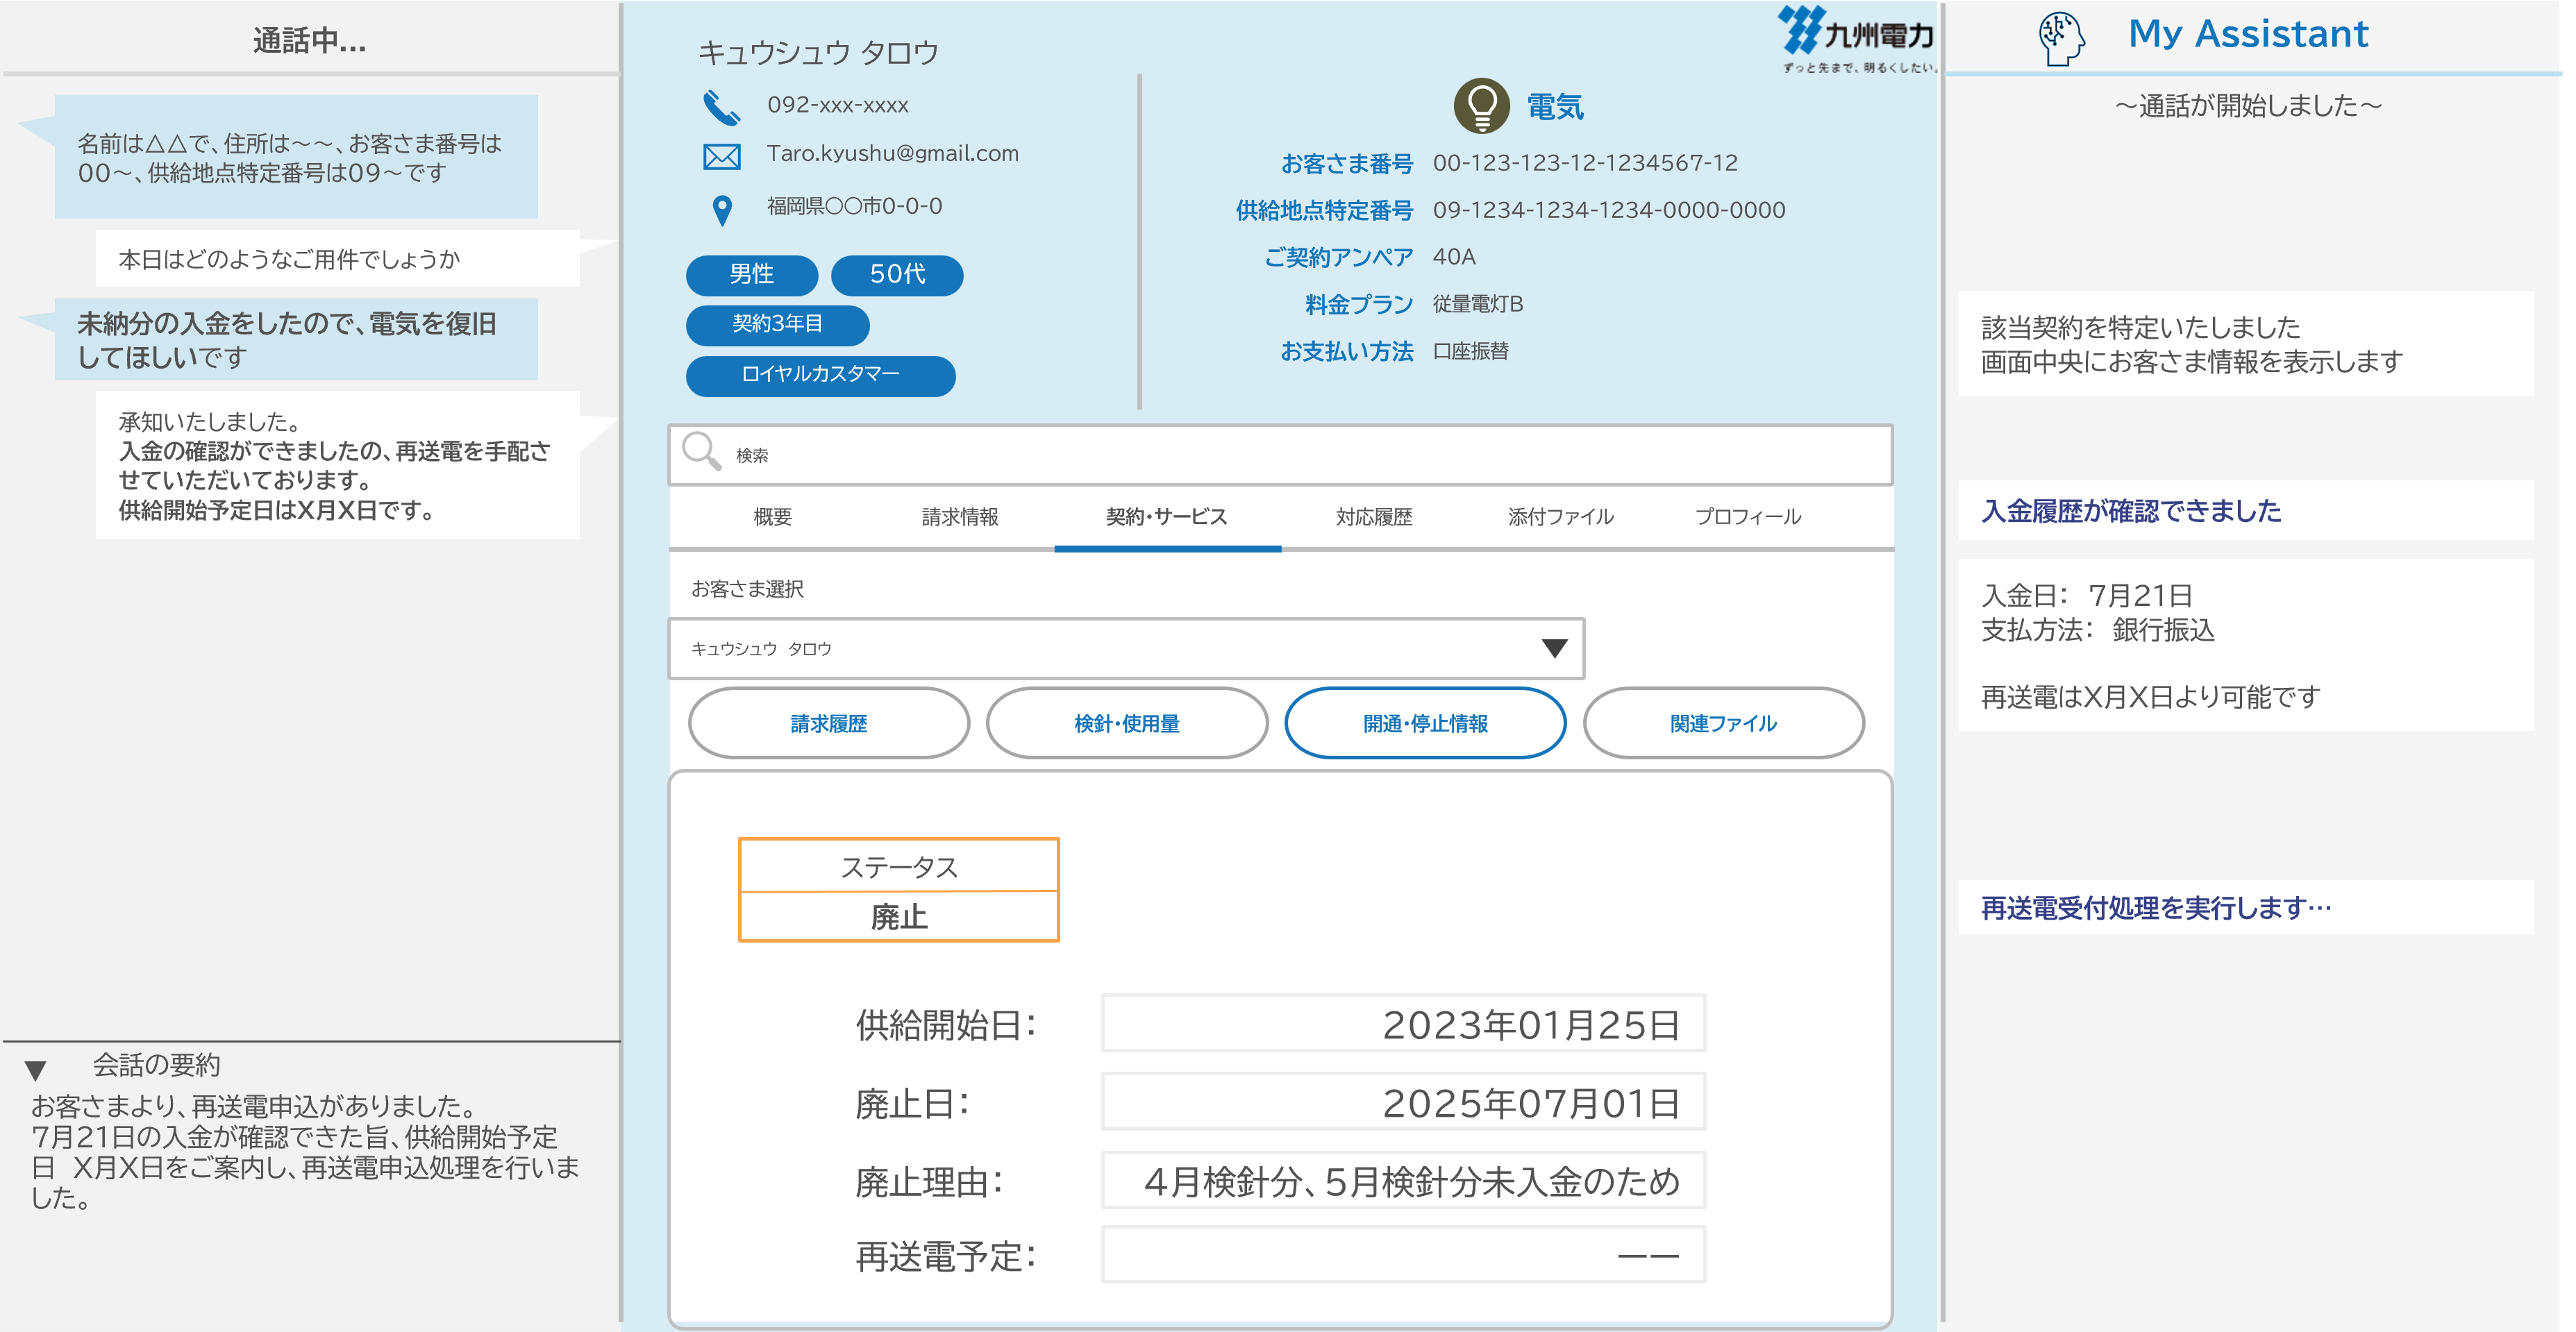 通話中...
名前は△△で、住所は～～、お客さま番号は
00～、供給地点特定番号は09～です
本日はどのようなご用件でしょうか
未納分の入金をしたので、電気を復旧
してほしいです
承知いたしました。
入金の確認ができましたの、再送電を手配さ
せていただいております。
供給開始予定日はX月X日です。
▼ 会話の要約
お客さまより、再送電申込がありました。
7月21日の入金が確認できた旨、供給開始予定
日 X月X日をご案内し、再送電申込処理を行いま
した。
キュウシュウ タロウ
092-xxx-xxxx
Taro.kyushu@gmail.com
福岡県〇〇市0-0-0
男性
50代
契約3年目
ロイヤルカスタマー
九州電力
ずっと先まで、明るくしたい。
電気
お客さま番号 00-123-123-12-1234567-12
供給地点特定番号 09-1234-1234-1234-0000-0000
ご契約アンペア 40A
料金プラン 従量電灯B
お支払い方法 口座振替
検索
概要 請求情報 契約・サービス 対応履歴 添付ファイル プロフィール
お客さま選択
キュウシュウ タロウ ▼
請求履歴 検針・使用量 開通・停止情報 関連ファイル
ステータス
廃止
供給開始日： 2023年01月25日
廃止日： 2025年07月01日
廃止理由： 4月検針分、5月検針分未入金のため
再送電予定： ーー
My Assistant
～通話が開始しました～
該当契約を特定いたしました
画面中央にお客さま情報を表示します
入金履歴が確認できました
入金日： 7月21日
支払方法： 銀行振込
再送電はX月X日より可能です
再送電受付処理を実行します…